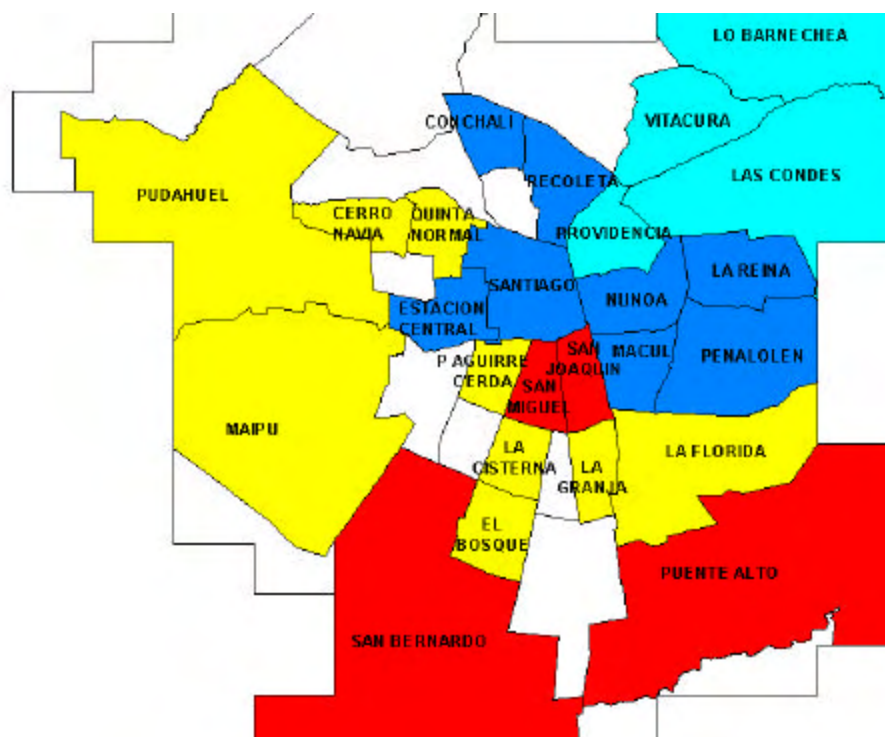 LO BARNECHEA
CONCHALI
VITACURA
RECOLETA
LAS CONDES
PUDAHUEL
CERRO
NAVIA
QUINTA
NORMAL
PROVIDENCIA
LA REINA
SANTIAGO
NUNOA
ESTACION
CENTRAL
SAN
JOAQUIN
MACUL
PENALOLEN
P AGUIRRE
CERDA
SAN
MIGUEL
MAIPU
LA
CISTERNA
LA
GRANJA
LA FLORIDA
EL
BOSQUE
PUENTE ALTO
SAN BERNARDO